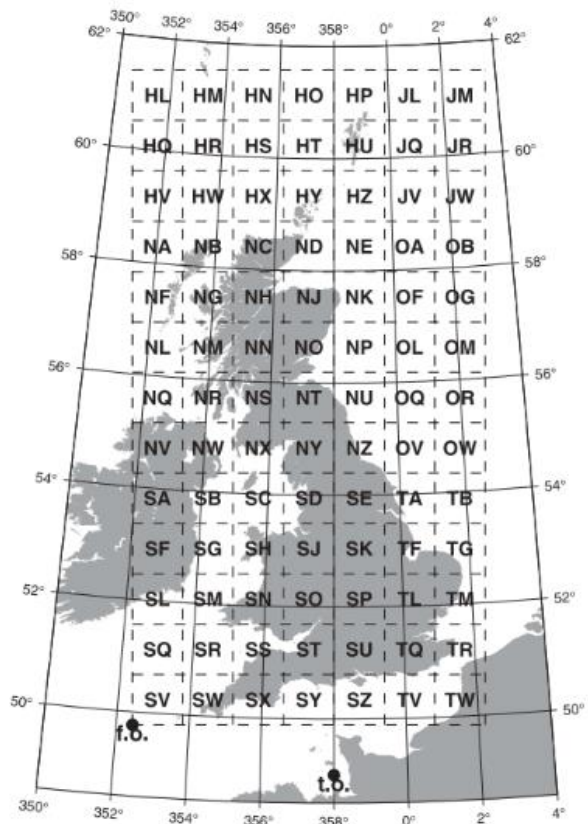 350° 352° 354° 356° 358° 0° 2° 4°
62° 62°
HL HM HN HO HP JL JM
60° HQ HR HS HT HU JQ JR 60°
HV HW HX HY HZ JV JW
58° NA NB NC ND NE OA OB 58°
NF NG NH NJ NK OF OG
56° NL NM NN NO NP OL OM 56°
NQ NR NS NT NU OQ OR
NV NW NX NY NZ OV OW
54° SA SB SC SD SE TA TB 54°
SF SG SH SJ SK TF TG
52° SL SM SN SO SP TL TM 52°
SQ SR SS ST SU TQ TR
50° SV SW SX SY SZ TV TW 50°
f.o.
t.o.
350° 352° 354° 356° 358° 0° 2° 4°